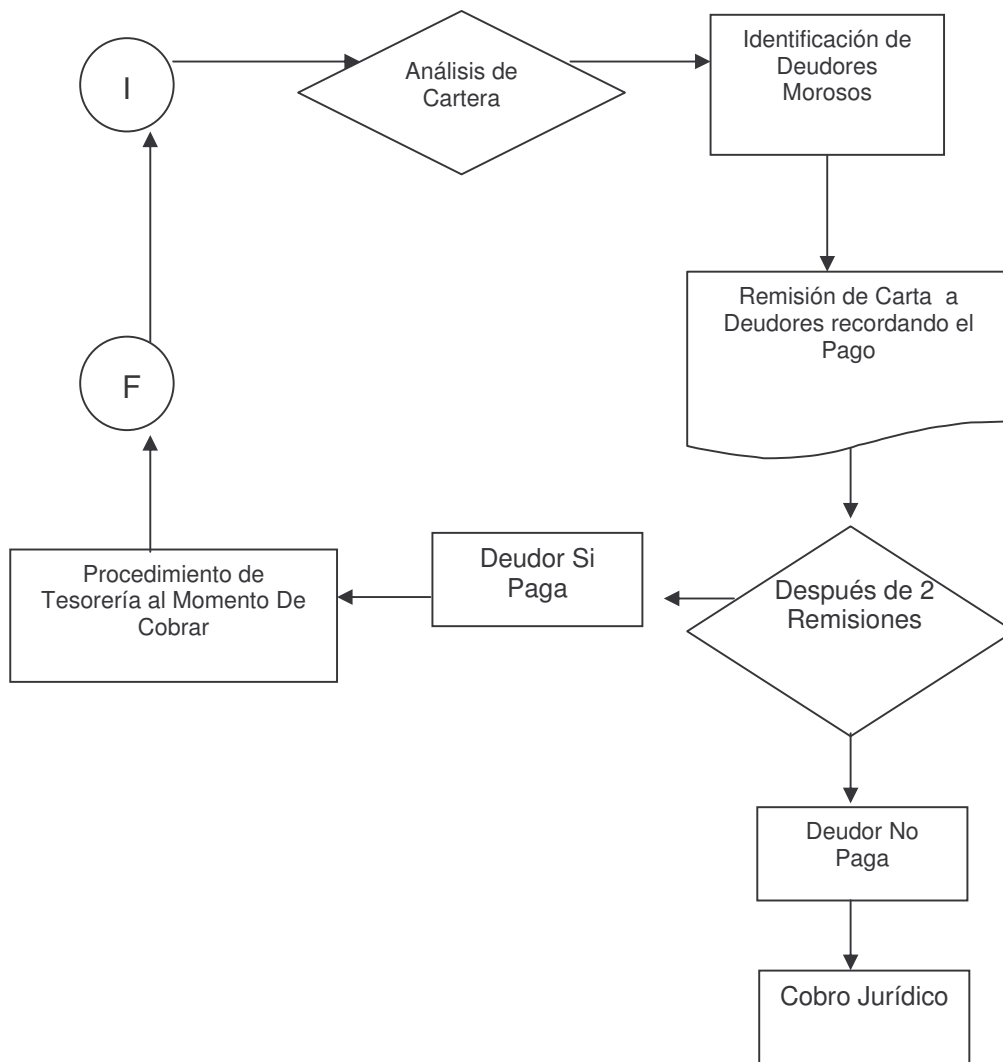 I
Análisis de
Cartera
Identificación de
Deudores
Morosos
Remisión de Carta a
Deudores recordando el
Pago
F
Procedimiento de
Tesorería al Momento De
Cobrar
Deudor Si
Paga
Después de 2
Remisiones
Deudor No
Paga
Cobro Jurídico